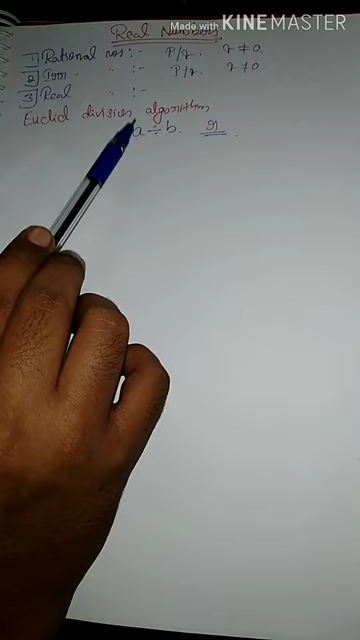 Made with
KINEMASTER
Real Numbers
1 Rational nos :- P/q. q ≠ 0.
2 Irra " :- P/q. q ≠ 0
3 Real " :-
Euclid division algorithm
a ÷ b. r.